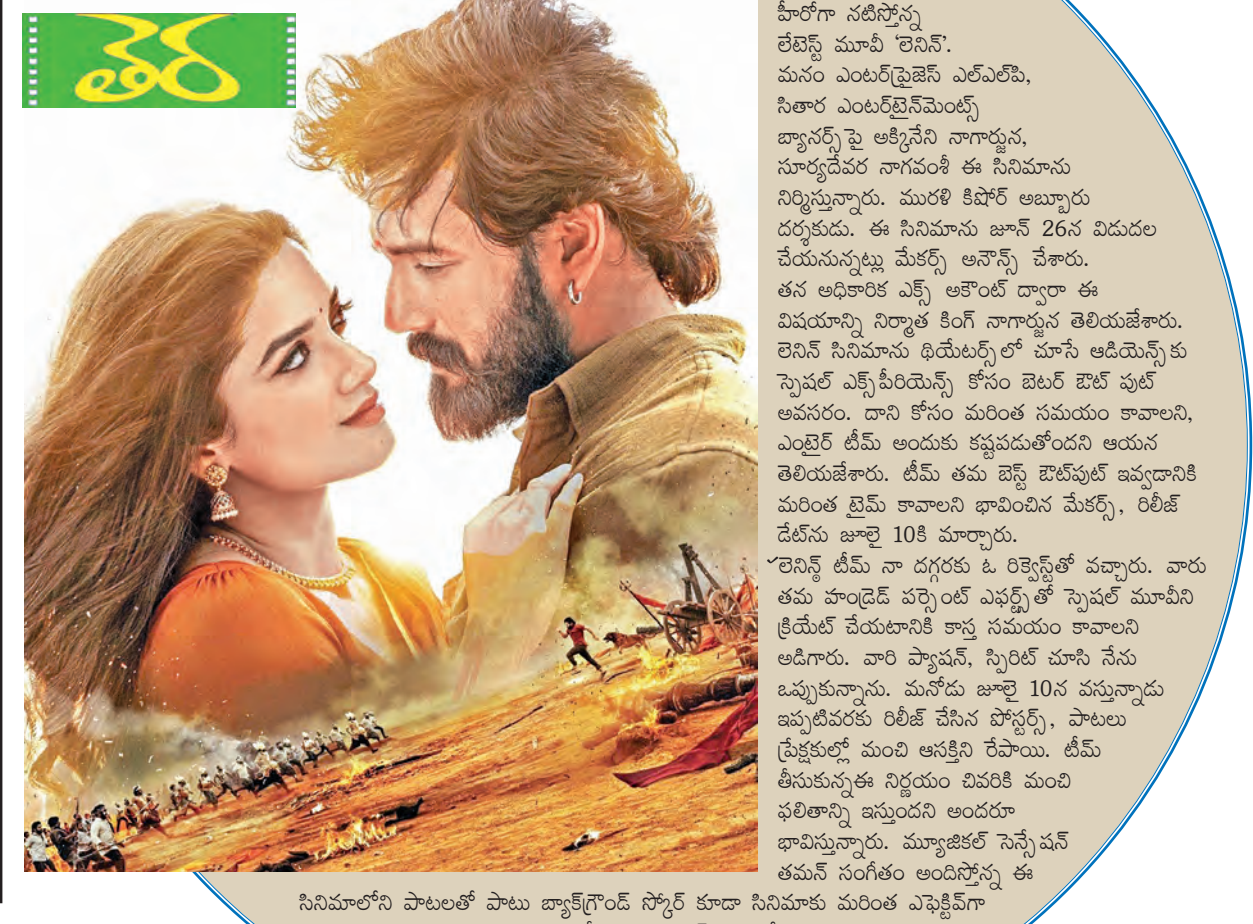 తెర
హీరోగా నటిస్తోన్న
లేటెస్ట్ మూవీ ‘లెనిన్’.
మనం ఎంటర్‌ప్రైజెస్ ఎల్ఎల్‌పి,
సితార ఎంటర్‌టైన్‌మెంట్స్
బ్యానర్స్ పై అక్కినేని నాగార్జున,
సూర్యదేవర నాగవంశీ ఈ సినిమాను
నిర్మిస్తున్నారు. మురళి కిషోర్ అబ్బూరు
దర్శకుడు. ఈ సినిమాను జూన్ 26న విడుదల
చేయనున్నట్లు మేకర్స్ అనౌన్స్ చేశారు.
తన అధికారిక ఎక్స్ అకౌంట్ ద్వారా ఈ
విషయాన్ని నిర్మాత కింగ్ నాగార్జున తెలియజేశారు.
లెనిన్ సినిమాను థియేటర్స్‌లో చూసే ఆడియెన్స్‌కు
స్పెషల్ ఎక్స్‌పీరియెన్స్ కోసం బెటర్ ఔట్ పుట్
అవసరం. దాని కోసం మరింత సమయం కావాలని,
ఎంటైర్ టీమ్ అందుకు కష్టపడుతోందని ఆయన
తెలియజేశారు. టీమ్ తమ బెస్ట్ ఔట్‌పుట్ ఇవ్వడానికి
మరింత టైమ్ కావాలని భావించిన మేకర్స్, రిలీజ్
డేట్‌ను జూలై 10కి మార్చారు.
లెనిన్ఠ్ టీమ్ నా దగ్గరకు ఓ రిక్వెస్ట్‌తో వచ్చారు. వారు
తమ హండ్రెడ్ పర్సెంట్ ఎఫర్ట్స్‌తో స్పెషల్ మూవీని
క్రియేట్ చేయటానికి కాస్త సమయం కావాలని
అడిగారు. వారి ప్యాషన్, స్పిరిట్ చూసి నేను
ఒప్పుకున్నాను. మనోడు జూలై 10న వస్తున్నాడు
ఇప్పటివరకు రిలీజ్ చేసిన పోస్టర్స్, పాటలు
ప్రేక్షకుల్లో మంచి ఆసక్తిని రేపాయి. టీమ్
తీసుకున్నఈ నిర్ణయం చివరికి మంచి
ఫలితాన్ని ఇస్తుందని అందరూ
భావిస్తున్నారు. మ్యూజికల్ సెన్సేషన్
తమన్ సంగీతం అందిస్తోన్న ఈ
సినిమాలోని పాటలతో పాటు బ్యాక్‌గ్రౌండ్ స్కోర్ కూడా సినిమాకు మరింత ఎఫెక్టివ్‌గా